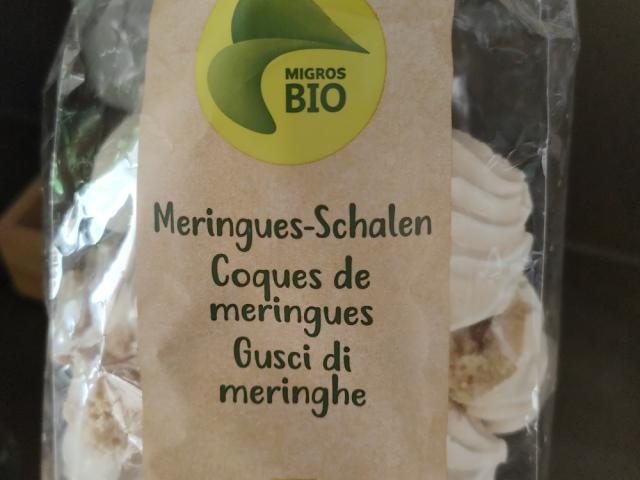 MIGROS
BIO
Meringues-Schalen
Coques de
meringues
Gusci di
meringhe